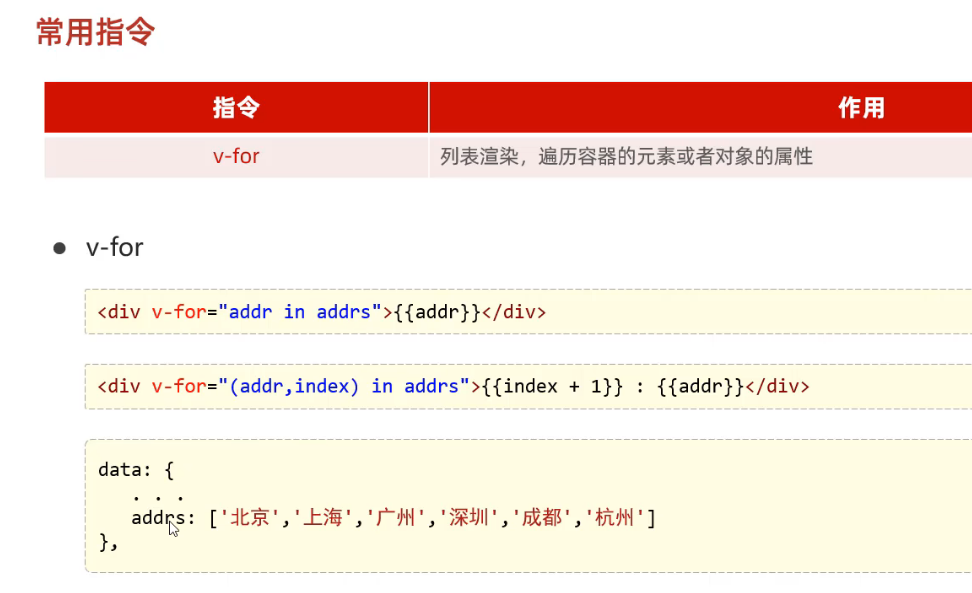 常用指令
指令 作用
v-for 列表渲染，遍历容器的元素或者对象的属性
● v-for
<div v-for="addr in addrs">{{addr}}</div>
<div v-for="(addr,index) in addrs">{{index + 1}} : {{addr}}</div>
data: {
. . .
addrs: ['北京','上海','广州','深圳','成都','杭州']
},